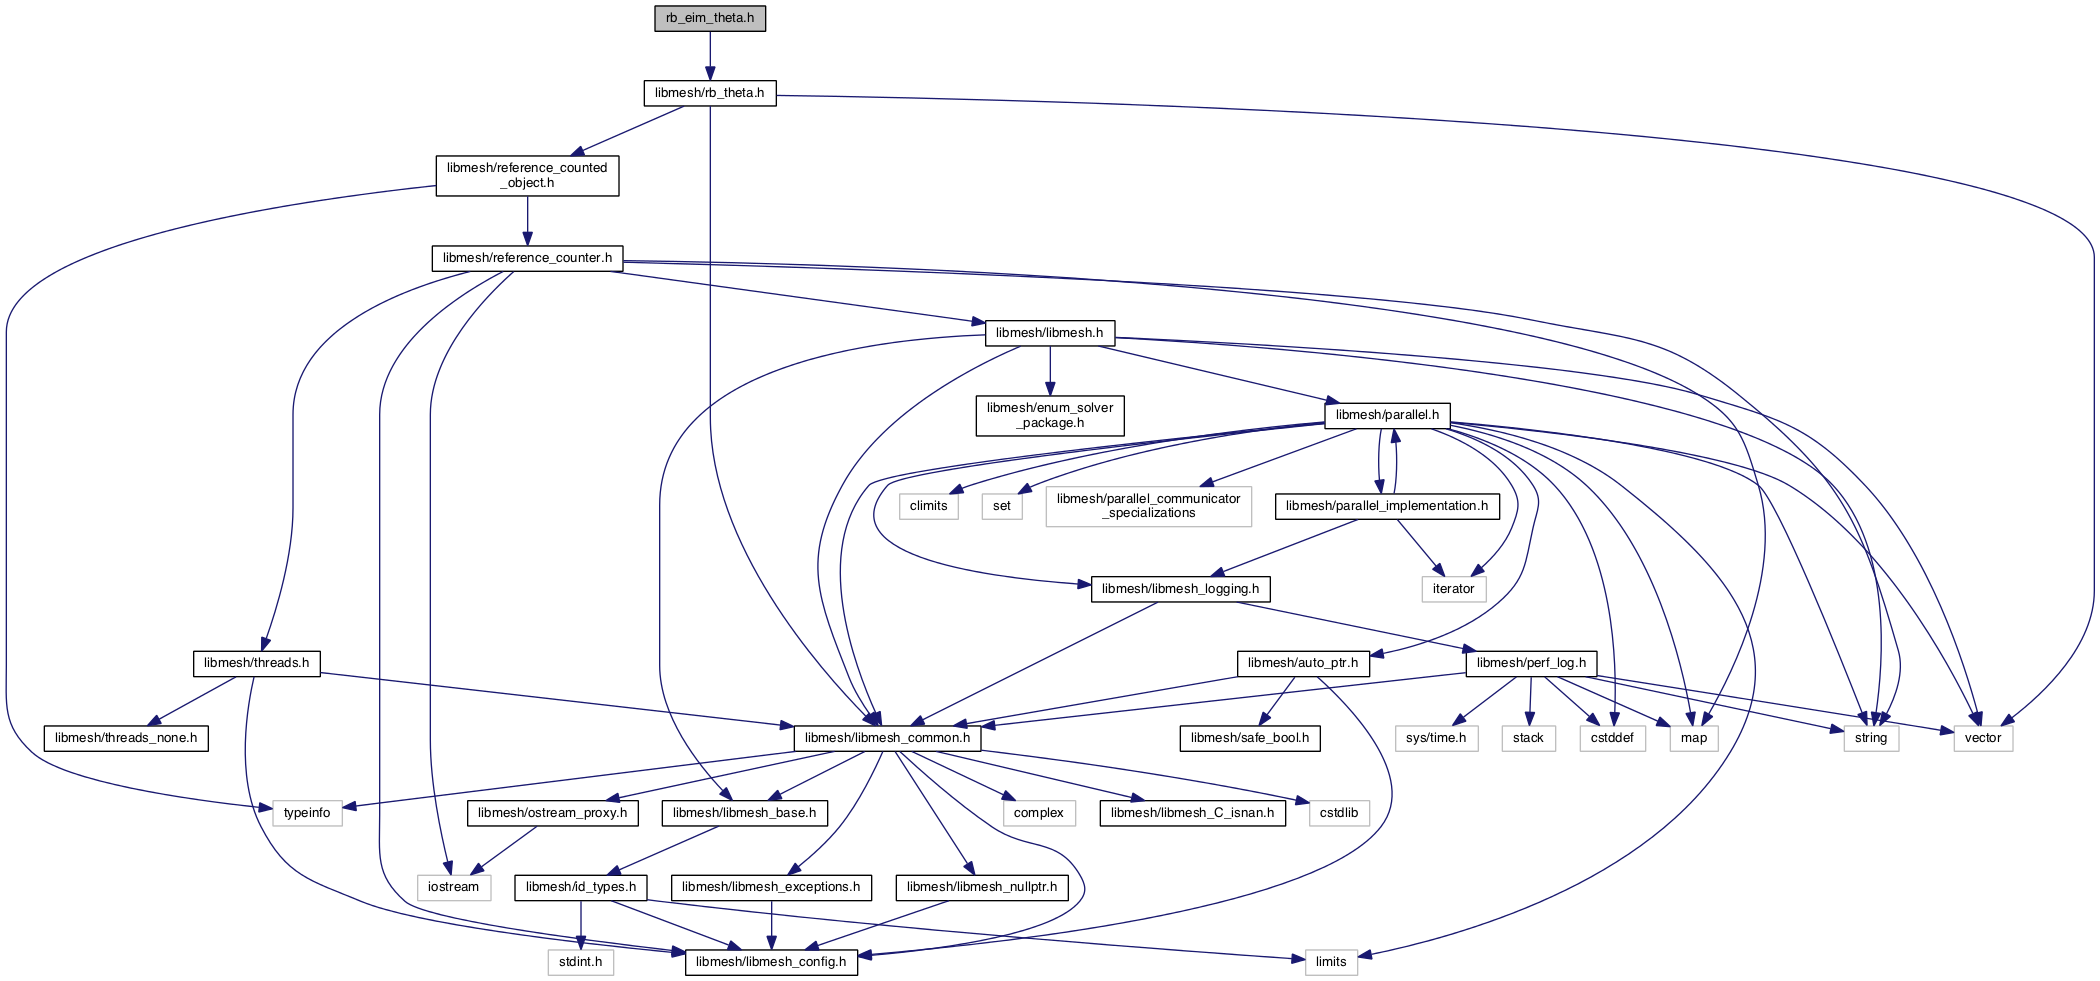 rb_eim_theta.h
libmesh/rb_theta.h
libmesh/reference_counted
_object.h
libmesh/reference_counter.h
libmesh/libmesh.h
libmesh/enum_solver
_package.h
libmesh/parallel.h
climits
set
libmesh/parallel_communicator
_specializations
libmesh/parallel_implementation.h
libmesh/libmesh_logging.h
iterator
libmesh/threads.h
libmesh/auto_ptr.h
libmesh/perf_log.h
libmesh/threads_none.h
libmesh/libmesh_common.h
libmesh/safe_bool.h
sys/time.h
stack
cstddef
map
string
vector
typeinfo
libmesh/ostream_proxy.h
libmesh/libmesh_base.h
complex
libmesh/libmesh_C_isnan.h
cstdlib
iostream
libmesh/id_types.h
libmesh/libmesh_exceptions.h
libmesh/libmesh_nullptr.h
stdint.h
libmesh/libmesh_config.h
limits